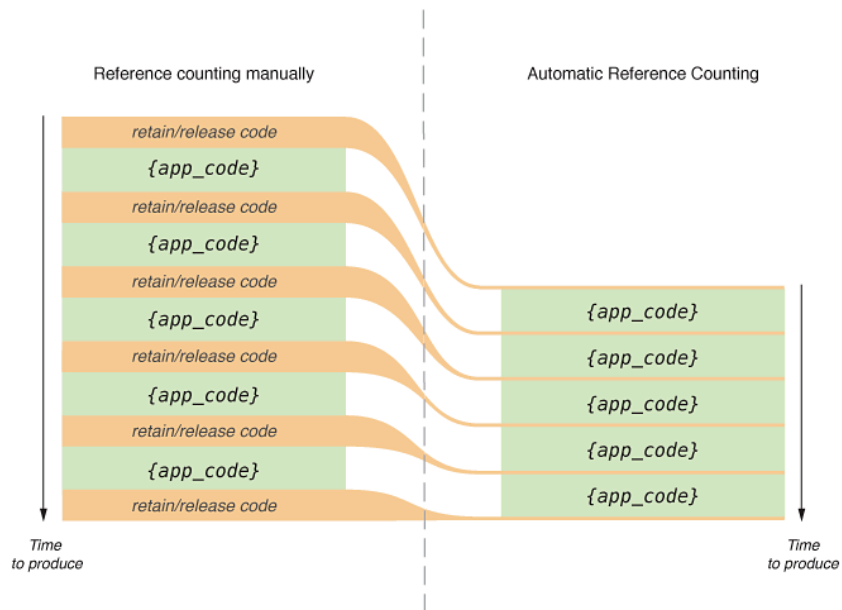 Reference counting manually
Automatic Reference Counting
retain/release code
{app_code}
retain/release code
{app_code}
retain/release code
{app_code}
retain/release code
{app_code}
retain/release code
{app_code}
retain/release code
Time
to produce
{app_code}
{app_code}
{app_code}
{app_code}
{app_code}
Time
to produce